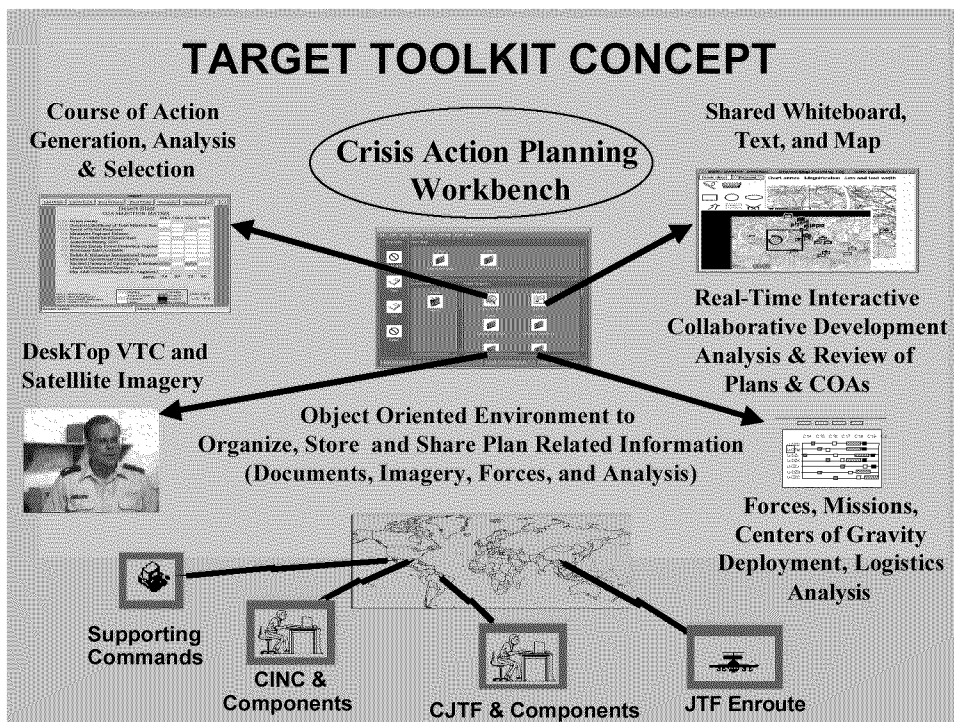 TARGET TOOLKIT CONCEPT
Course of Action
Generation, Analysis
& Selection
Crisis Action Planning
Workbench
Shared Whiteboard,
Text, and Map
Real-Time Interactive
Collaborative Development
Analysis & Review of
Plans & COAs
DeskTop VTC and
Satelllite Imagery
Object Oriented Environment to
Organize, Store and Share Plan Related Information
(Documents, Imagery, Forces, and Analysis)
Forces, Missions,
Centers of Gravity
Deployment, Logistics
Analysis
Supporting
Commands
CINC &
Components
CJTF & Components
JTF Enroute